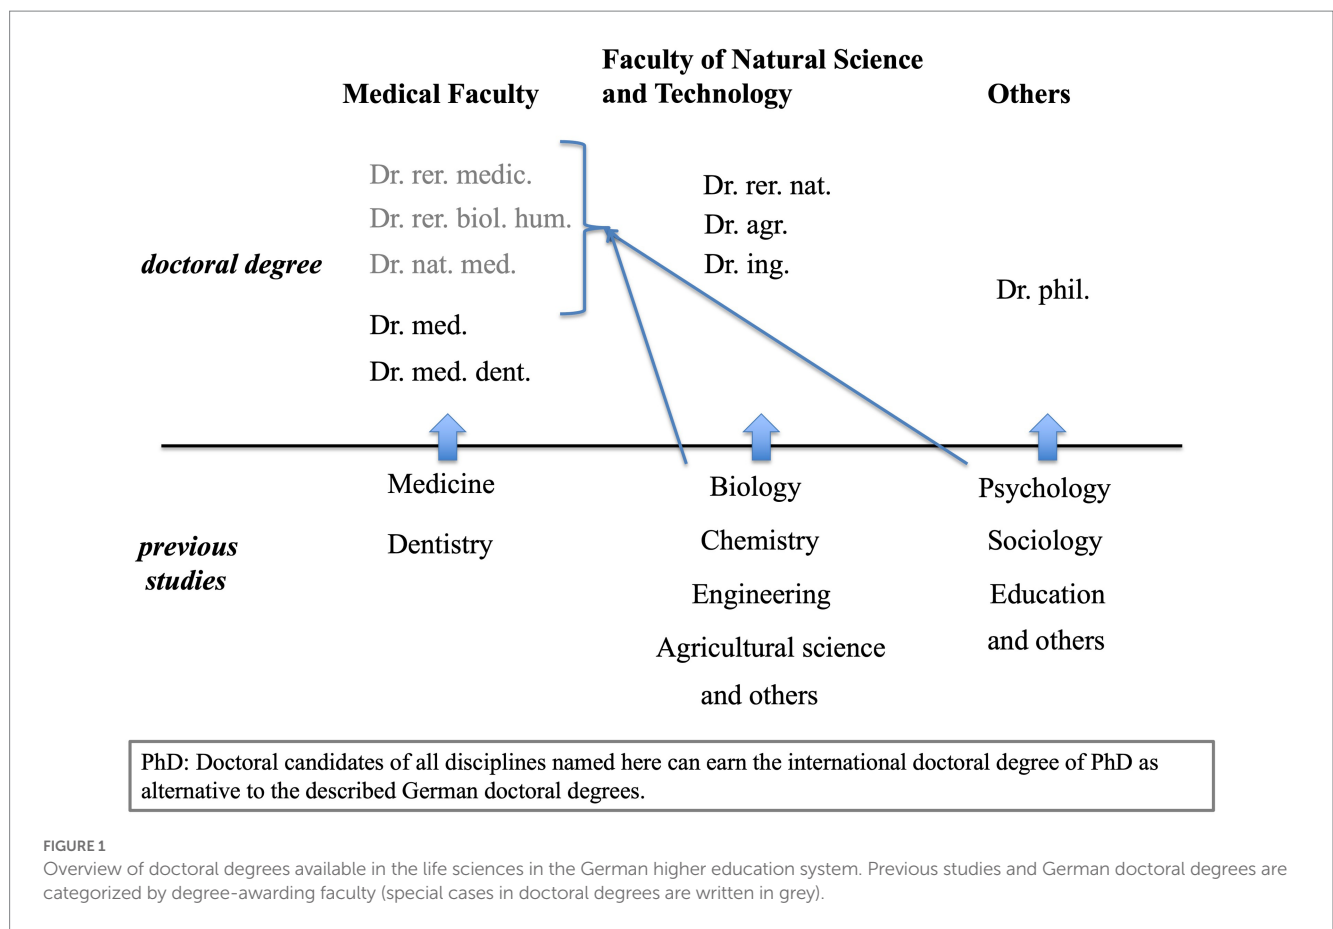 Medical Faculty
Faculty of Natural Science
and Technology
Others
doctoral degree
Dr. rer. medic.
Dr. rer. biol. hum.
Dr. nat. med.
Dr. med.
Dr. med. dent.
Dr. rer. nat.
Dr. agr.
Dr. ing.
Dr. phil.
previous
studies
Medicine
Dentistry
Biology
Chemistry
Engineering
Agricultural science
and others
Psychology
Sociology
Education
and others
PhD: Doctoral candidates of all disciplines named here can earn the international doctoral degree of PhD as
alternative to the described German doctoral degrees.
FIGURE 1
Overview of doctoral degrees available in the life sciences in the German higher education system. Previous studies and German doctoral degrees are
categorized by degree-awarding faculty (special cases in doctoral degrees are written in grey).